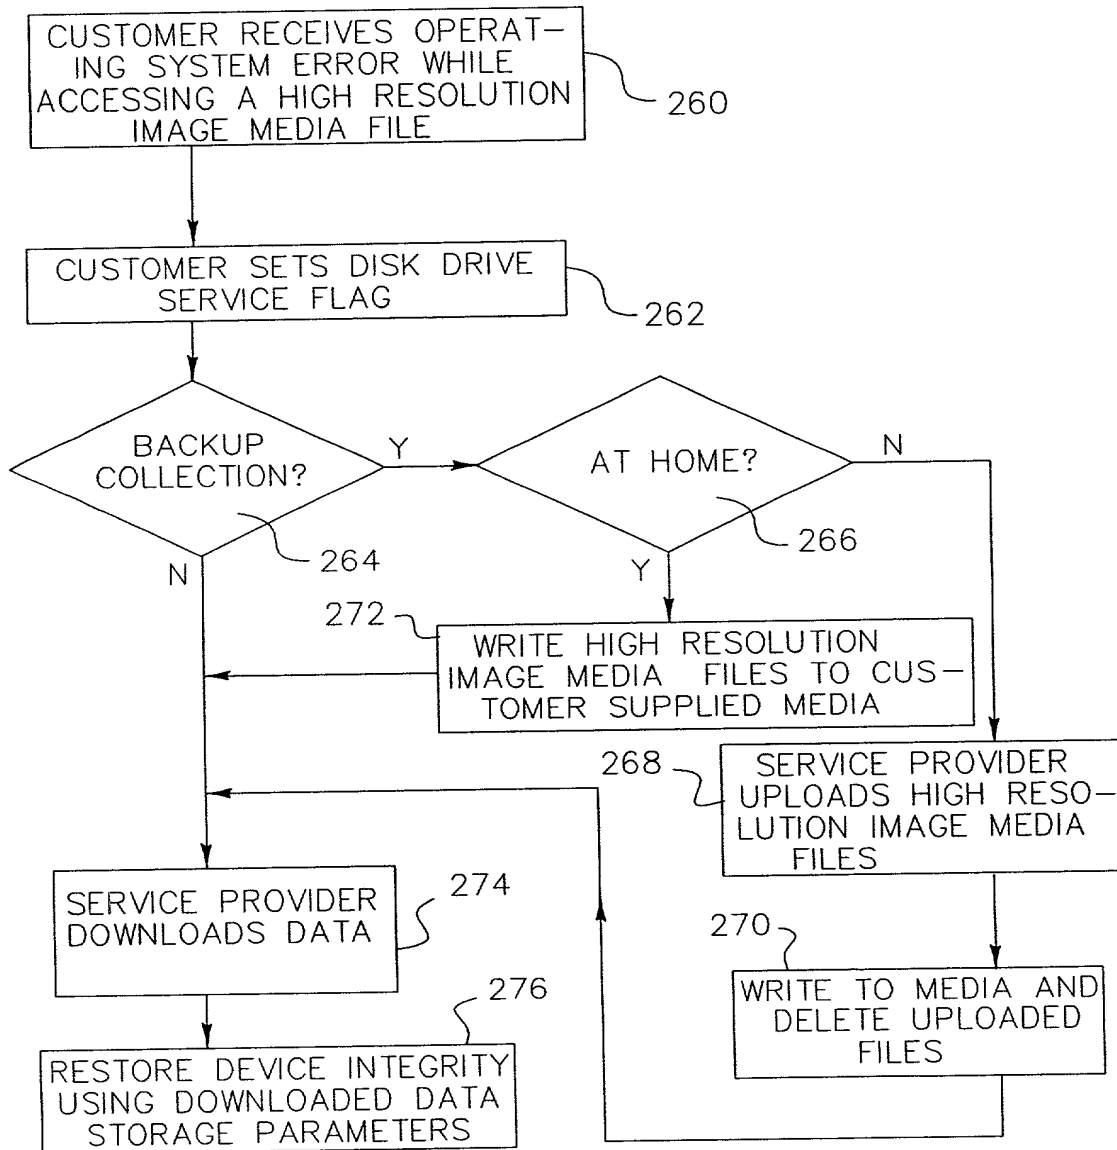 CUSTOMER RECEIVES OPERAT-
ING SYSTEM ERROR WHILE
ACCESSING A HIGH RESOLUTION
IMAGE MEDIA FILE
260
CUSTOMER SETS DISK DRIVE
SERVICE FLAG
262
BACKUP
COLLECTION?
264
Y
N
AT HOME?
266
N
Y
272
WRITE HIGH RESOLUTION
IMAGE MEDIA FILES TO CUS-
TOMER SUPPLIED MEDIA
268
SERVICE PROVIDER
UPLOADS HIGH RESO-
LUTION IMAGE MEDIA
FILES
SERVICE PROVIDER
DOWNLOADS DATA
274
270
WRITE TO MEDIA AND
DELETE UPLOADED
FILES
276
RESTORE DEVICE INTEGRITY
USING DOWNLOADED DATA
STORAGE PARAMETERS